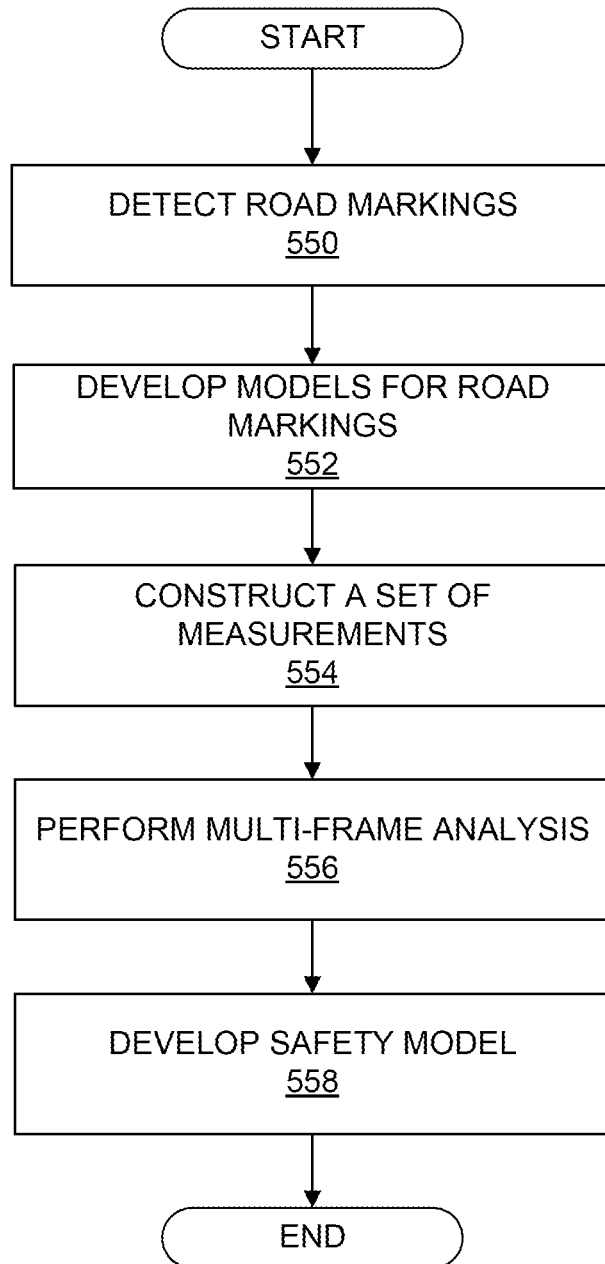 START
DETECT ROAD MARKINGS
550
DEVELOP MODELS FOR ROAD
MARKINGS
552
CONSTRUCT A SET OF
MEASUREMENTS
554
PERFORM MULTI-FRAME ANALYSIS
556
DEVELOP SAFETY MODEL
558
END